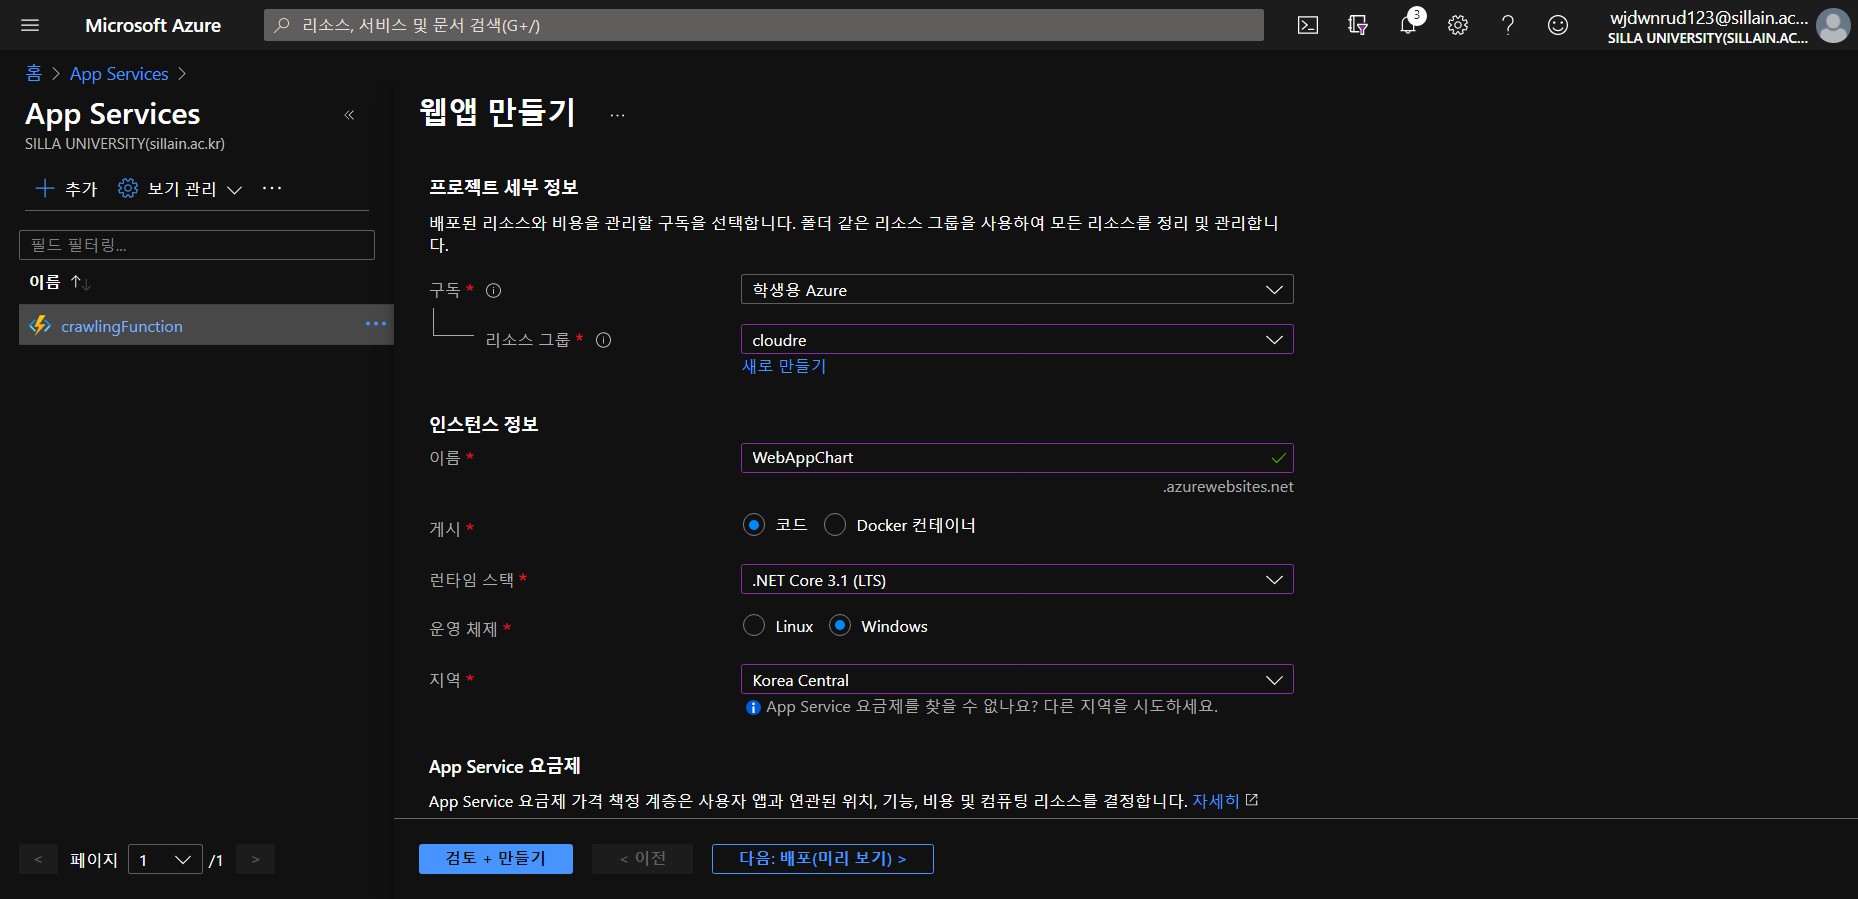 Microsoft Azure
리소스, 서비스 및 문서 검색(G+/)
3
wjdwnrud123@sillain.ac...
SILLA UNIVERSITY(SILLAIN.AC...
홈 > App Services >
App Services
«
SILLA UNIVERSITY(sillain.ac.kr)
추가
보기 관리
...
필드 필터링...
이름 ↑↓
crawlingFunction
...
페이지 1 /1
웹앱 만들기 ...
프로젝트 세부 정보
배포된 리소스와 비용을 관리할 구독을 선택합니다. 폴더 같은 리소스 그룹을 사용하여 모든 리소스를 정리 및 관리합니
다.
구독 *
학생용 Azure
리소스 그룹 *
cloudre
새로 만들기
인스턴스 정보
이름 *
WebAppChart
.azurewebsites.net
게시 *
코드 Docker 컨테이너
런타임 스택 *
.NET Core 3.1 (LTS)
운영 체제 *
Linux Windows
지역 *
Korea Central
App Service 요금제를 찾을 수 없나요? 다른 지역을 시도하세요.
App Service 요금제
App Service 요금제 가격 책정 계층은 사용자 앱과 연관된 위치, 기능, 비용 및 컴퓨팅 리소스를 결정합니다. 자세히
검토 + 만들기
< 이전
다음: 배포(미리 보기) >